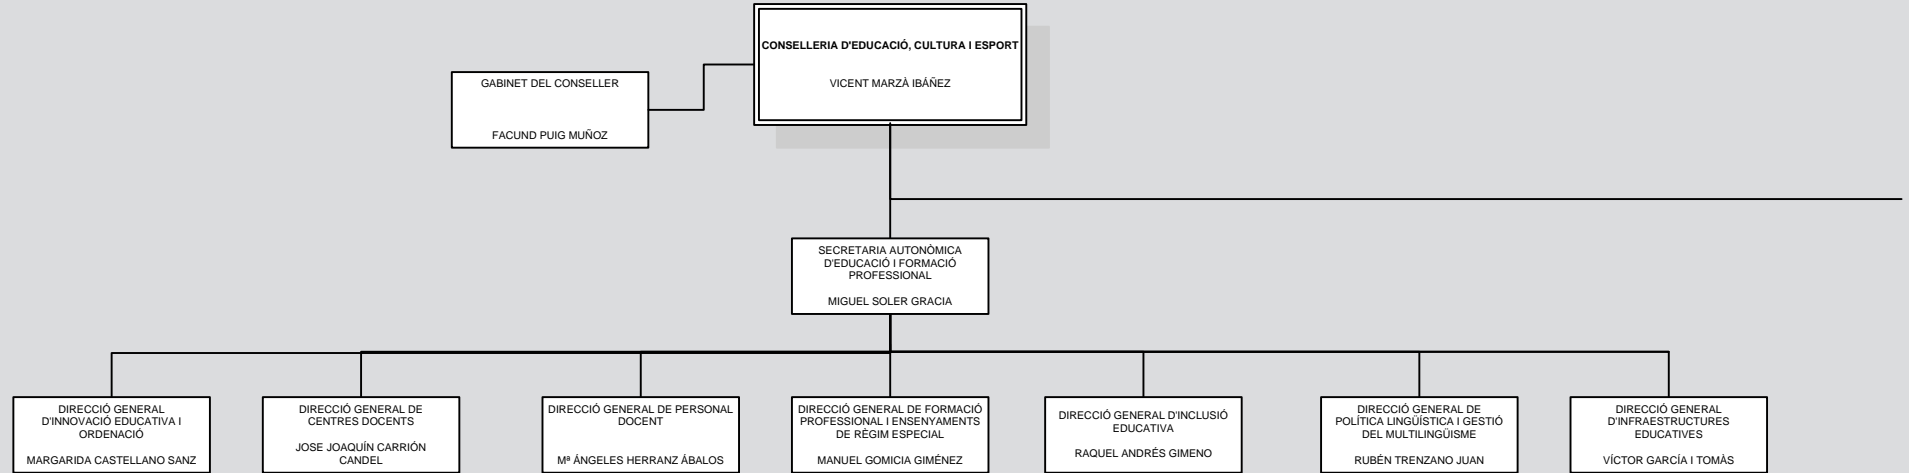 CONSELLERIA D'EDUCACIÓ, CULTURA I ESPORT
VICENT MARZÀ IBÁÑEZ
GABINET DEL CONSELLER
FACUND PUIG MUÑOZ
SECRETARIA AUTONÒMICA
D'EDUCACIÓ I FORMACIÓ
PROFESSIONAL
MIGUEL SOLER GRACIA
DIRECCIÓ GENERAL
D'INNOVACIÓ EDUCATIVA I
ORDENACIÓ
MARGARIDA CASTELLANO SANZ
DIRECCIÓ GENERAL DE
CENTRES DOCENTS
JOSE JOAQUÍN CARRIÓN
CANDEL
DIRECCIÓ GENERAL DE PERSONAL
DOCENT
Mª ÁNGELES HERRANZ ÁBALOS
DIRECCIÓ GENERAL DE FORMACIÓ
PROFESSIONAL I ENSENYAMENTS
DE RÈGIM ESPECIAL
MANUEL GOMICIA GIMÉNEZ
DIRECCIÓ GENERAL D'INCLUSIÓ
EDUCATIVA
RAQUEL ANDRÉS GIMENO
DIRECCIÓ GENERAL DE
POLÍTICA LINGÜÍSTICA I GESTIÓ
DEL MULTILINGÜISME
RUBÉN TRENZANO JUAN
DIRECCIÓ GENERAL
D'INFRAESTRUCTURES
EDUCATIVES
VÍCTOR GARCÍA I TOMÀS